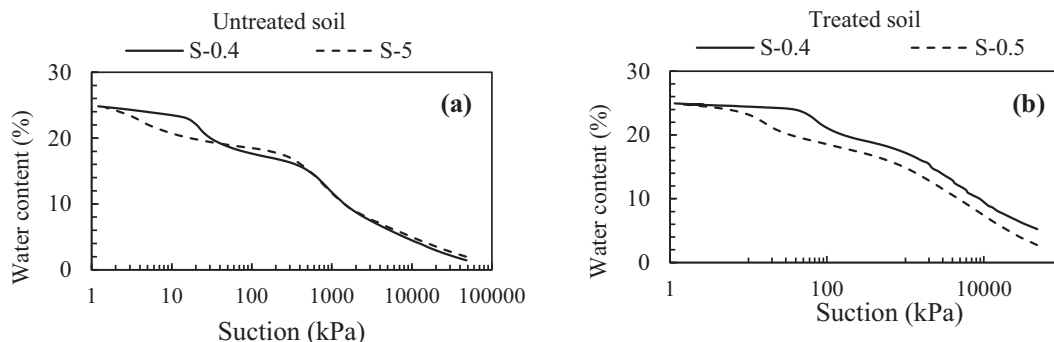 Untreated soil
S-0.4 S-5
30
20
10
0
Water content (%)
(a)
1 10 100 1000 10000 100000
Suction (kPa)
Treated soil
S-0.4 S-0.5
30
20
10
0
Water content (%)
(b)
1 100 10000
Suction (kPa)